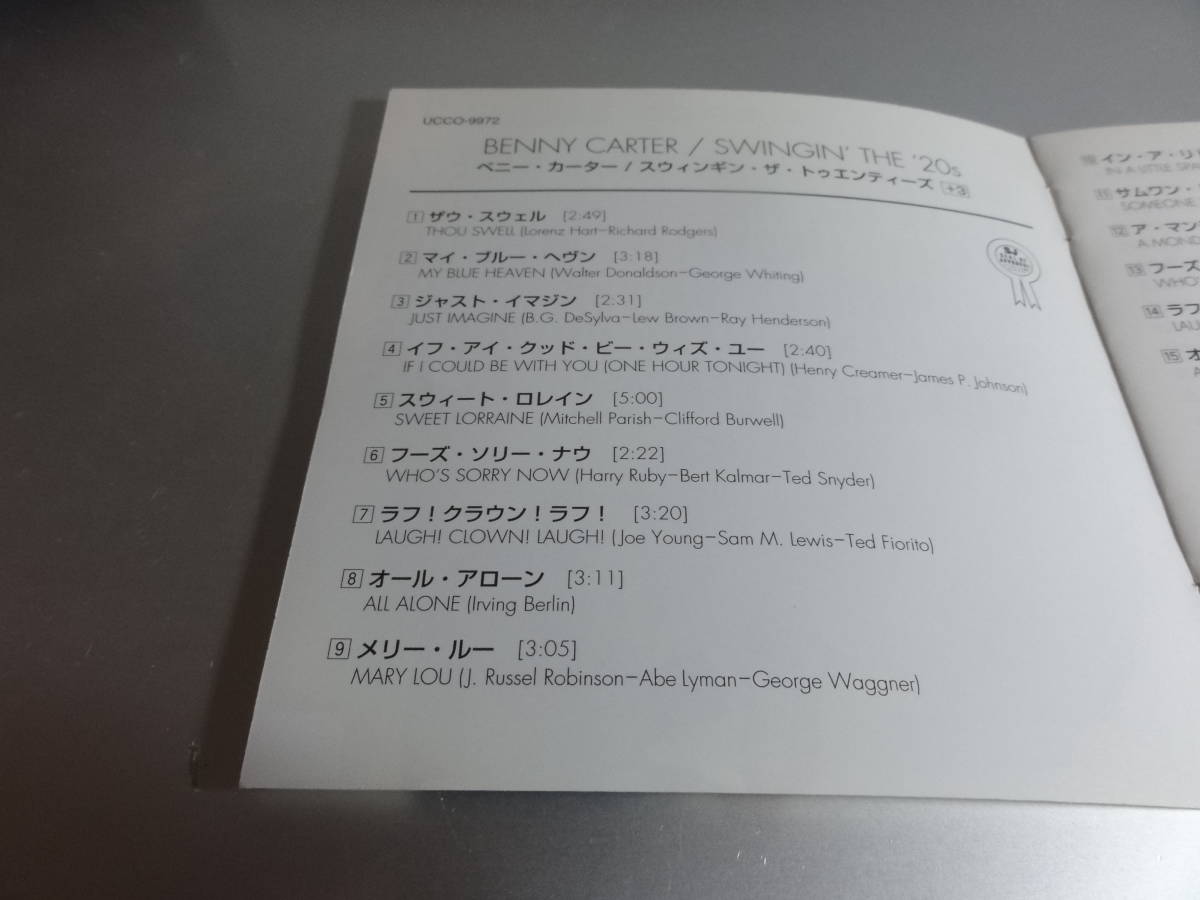 UCCO-9972
BENNY CARTER / SWINGIN' THE '20s
ベニー・カーター / スウィンギン・ザ・トゥエンティーズ +3
1 ザウ・スウェル [2:49]
THOU SWELL (Lorenz Hart-Richard Rodgers)
2 マイ・ブルー・ヘヴン [3:18]
MY BLUE HEAVEN (Walter Donaldson-George Whiting)
3 ジャスト・イマジン [2:31]
JUST IMAGINE (B.G. DeSylva-Lew Brown-Ray Henderson)
4 イフ・アイ・クッド・ビー・ウィズ・ユー [2:40]
IF I COULD BE WITH YOU (ONE HOUR TONIGHT) (Henry Creamer-James P. Johnson)
5 スウィート・ロレイン [5:00]
SWEET LORRAINE (Mitchell Parish-Clifford Burwell)
6 フーズ・ソリー・ナウ [2:22]
WHO'S SORRY NOW (Harry Ruby-Bert Kalmar-Ted Snyder)
7 ラフ!クラウン!ラフ! [3:20]
LAUGH! CLOWN! LAUGH! (Joe Young-Sam M. Lewis-Ted Fiorito)
8 オール・アローン [3:11]
ALL ALONE (Irving Berlin)
9 メリー・ルー [3:05]
MARY LOU (J. Russel Robinson-Abe Lyman-George Waggner)
SJ
10 イン・ア・リ
IN A LITTLE SPA
11 サムワン・
SOMEONE
12 ア・マン
A MOND
13 フーズ
WHO'S
14 ラフ
LAU
15 オ
A